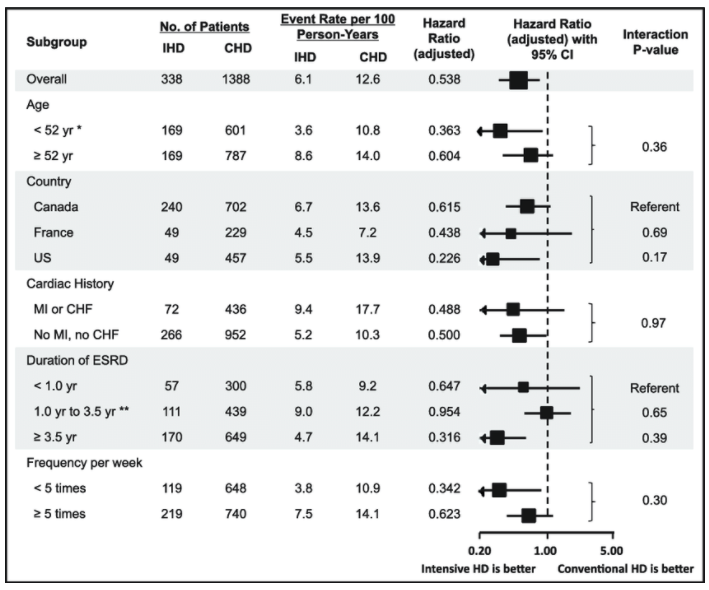 Subgroup No. of Patients Event Rate per 100 Person-Years Hazard Ratio (adjusted) Hazard Ratio (adjusted) with 95% CI Interaction P-value
IHD CHD IHD CHD
Overall 338 1388 6.1 12.6 0.538
Age
< 52 yr * 169 601 3.6 10.8 0.363
≥ 52 yr 169 787 8.6 14.0 0.604
0.36
Country
Canada 240 702 6.7 13.6 0.615 Referent
France 49 229 4.5 7.2 0.438 0.69
US 49 457 5.5 13.9 0.226 0.17
Cardiac History
MI or CHF 72 436 9.4 17.7 0.488
No MI, no CHF 266 952 5.2 10.3 0.500
0.97
Duration of ESRD
< 1.0 yr 57 300 5.8 9.2 0.647 Referent
1.0 yr to 3.5 yr ** 111 439 9.0 12.2 0.954 0.65
≥ 3.5 yr 170 649 4.7 14.1 0.316 0.39
Frequency per week
< 5 times 119 648 3.8 10.9 0.342
≥ 5 times 219 740 7.5 14.1 0.623
0.30
0.20 1.00 5.00
Intensive HD is better Conventional HD is better